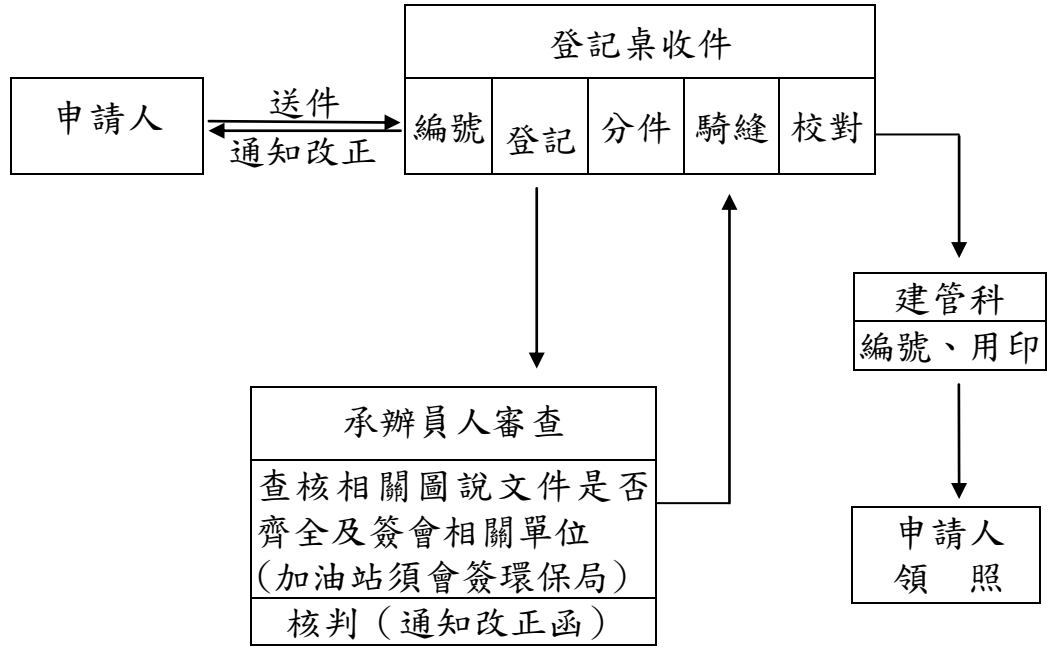 登記桌收件
申請人
送件
通知改正
編號
登記
分件
騎縫
校對
建管科
編號、用印
承辦員人審查
查核相關圖說文件是否
齊全及簽會相關單位
(加油站須會簽環保局)
核判(通知改正函)
申請人
領 照